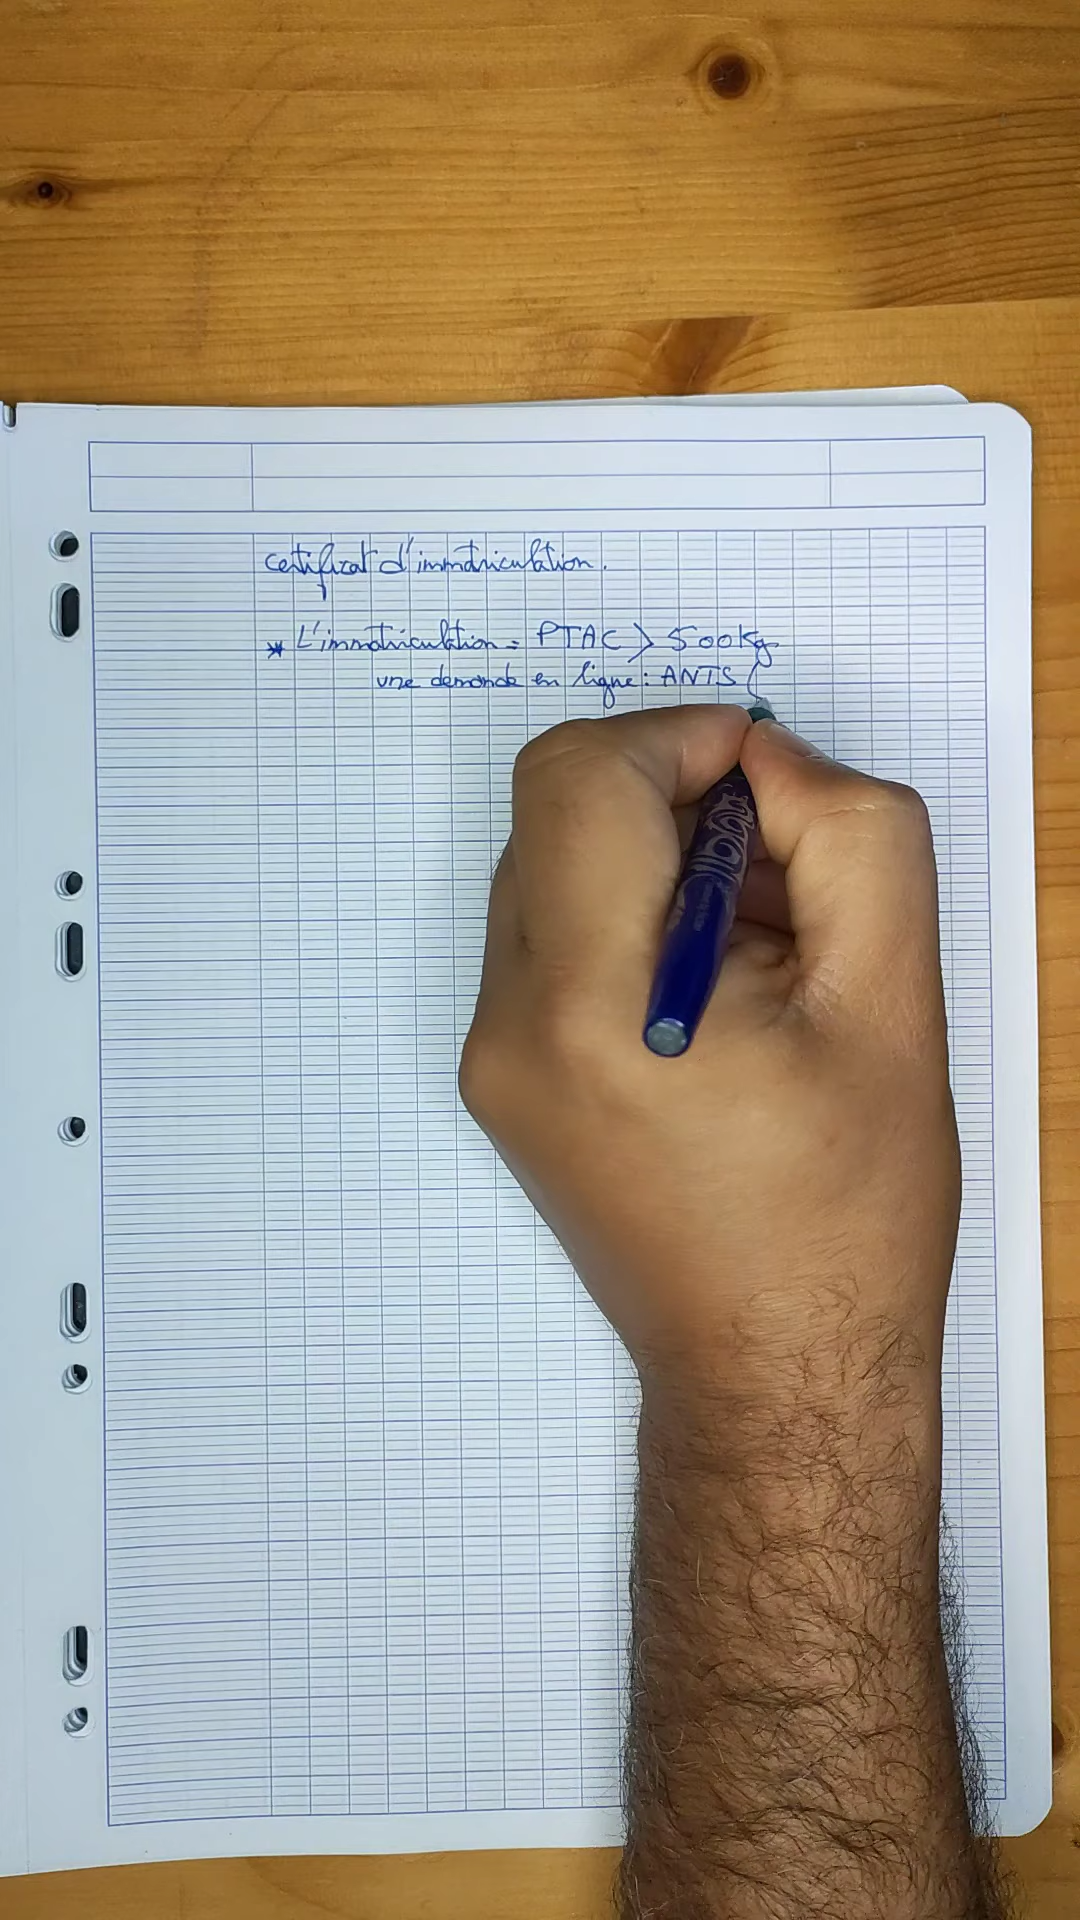 certificat d'immatriculation.
* L'immatriculation = PTAC > 500kg
une demande en ligne: ANTS (